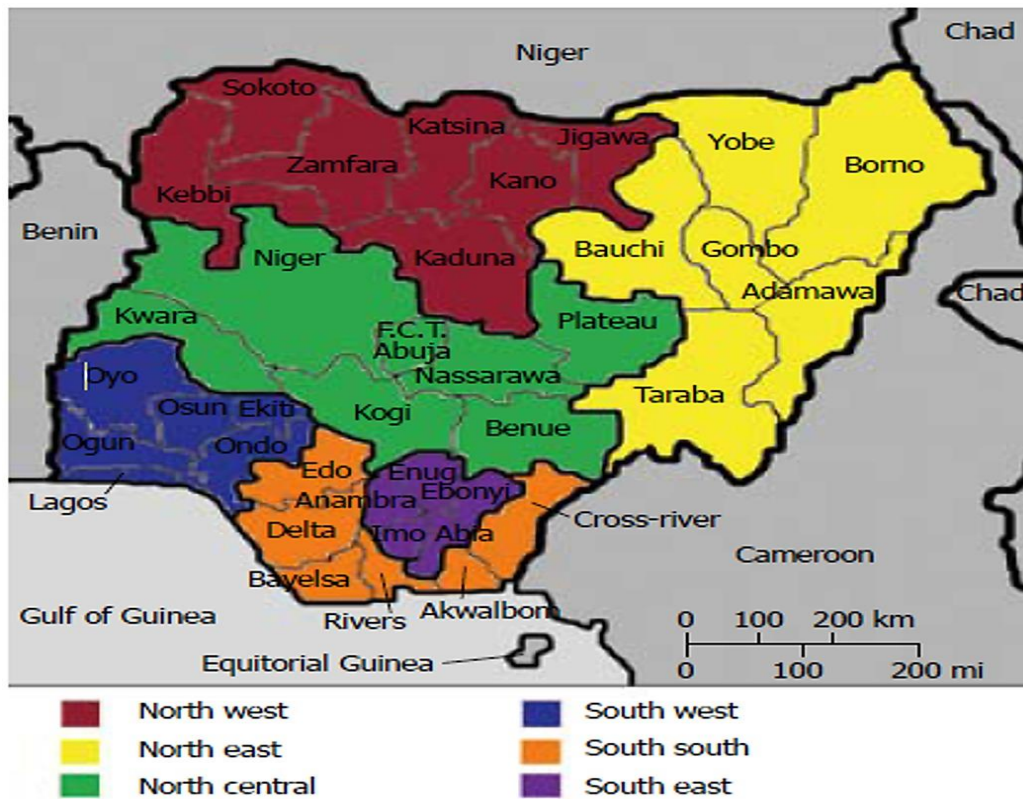 Chad
Niger
Sokoto
Katsina
Jigawa
Yobe
Borno
Zamfara
Kano
Kebbi
Benin
Niger
Kaduna
Bauchi
Gombo
Adamawa
Chad
Kwara
F.C.T.
Abuja
Plateau
Nassarawa
Oyo
Taraba
Osun
Ekiti
Kogi
Benue
Ogun
Ondo
Edo
Enug
Ebonyi
Lagos
Anambra
Cross-river
Delta
Imo
Abia
Cameroon
Bayelsa
Gulf of Guinea
Rivers
Akwalbom
0 100 200 km
0 100 200 mi
Equitorial Guinea
North west
South west
North east
South south
North central
South east